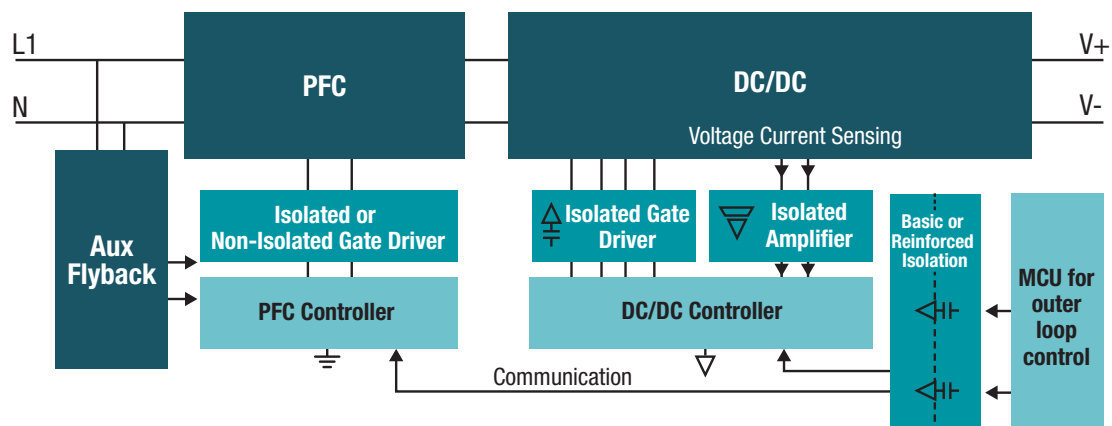 L1
N
PFC
DC/DC
Voltage Current Sensing
V+
V-
Aux
Flyback
Isolated or
Non-Isolated Gate Driver
PFC Controller
Isolated Gate
Driver
Isolated
Amplifier
DC/DC Controller
Communication
Basic or
Reinforced
Isolation
MCU for
outer
loop
control